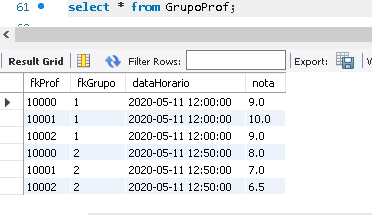 61 select * from GrupoProf;
Result Grid Filter Rows: Export:
fkProf fkGrupo dataHorario nota
10000 1 2020-05-11 12:00:00 9.0
10001 1 2020-05-11 12:00:00 10.0
10002 1 2020-05-11 12:00:00 9.0
10000 2 2020-05-11 12:50:00 8.0
10001 2 2020-05-11 12:50:00 7.0
10002 2 2020-05-11 12:50:00 6.5